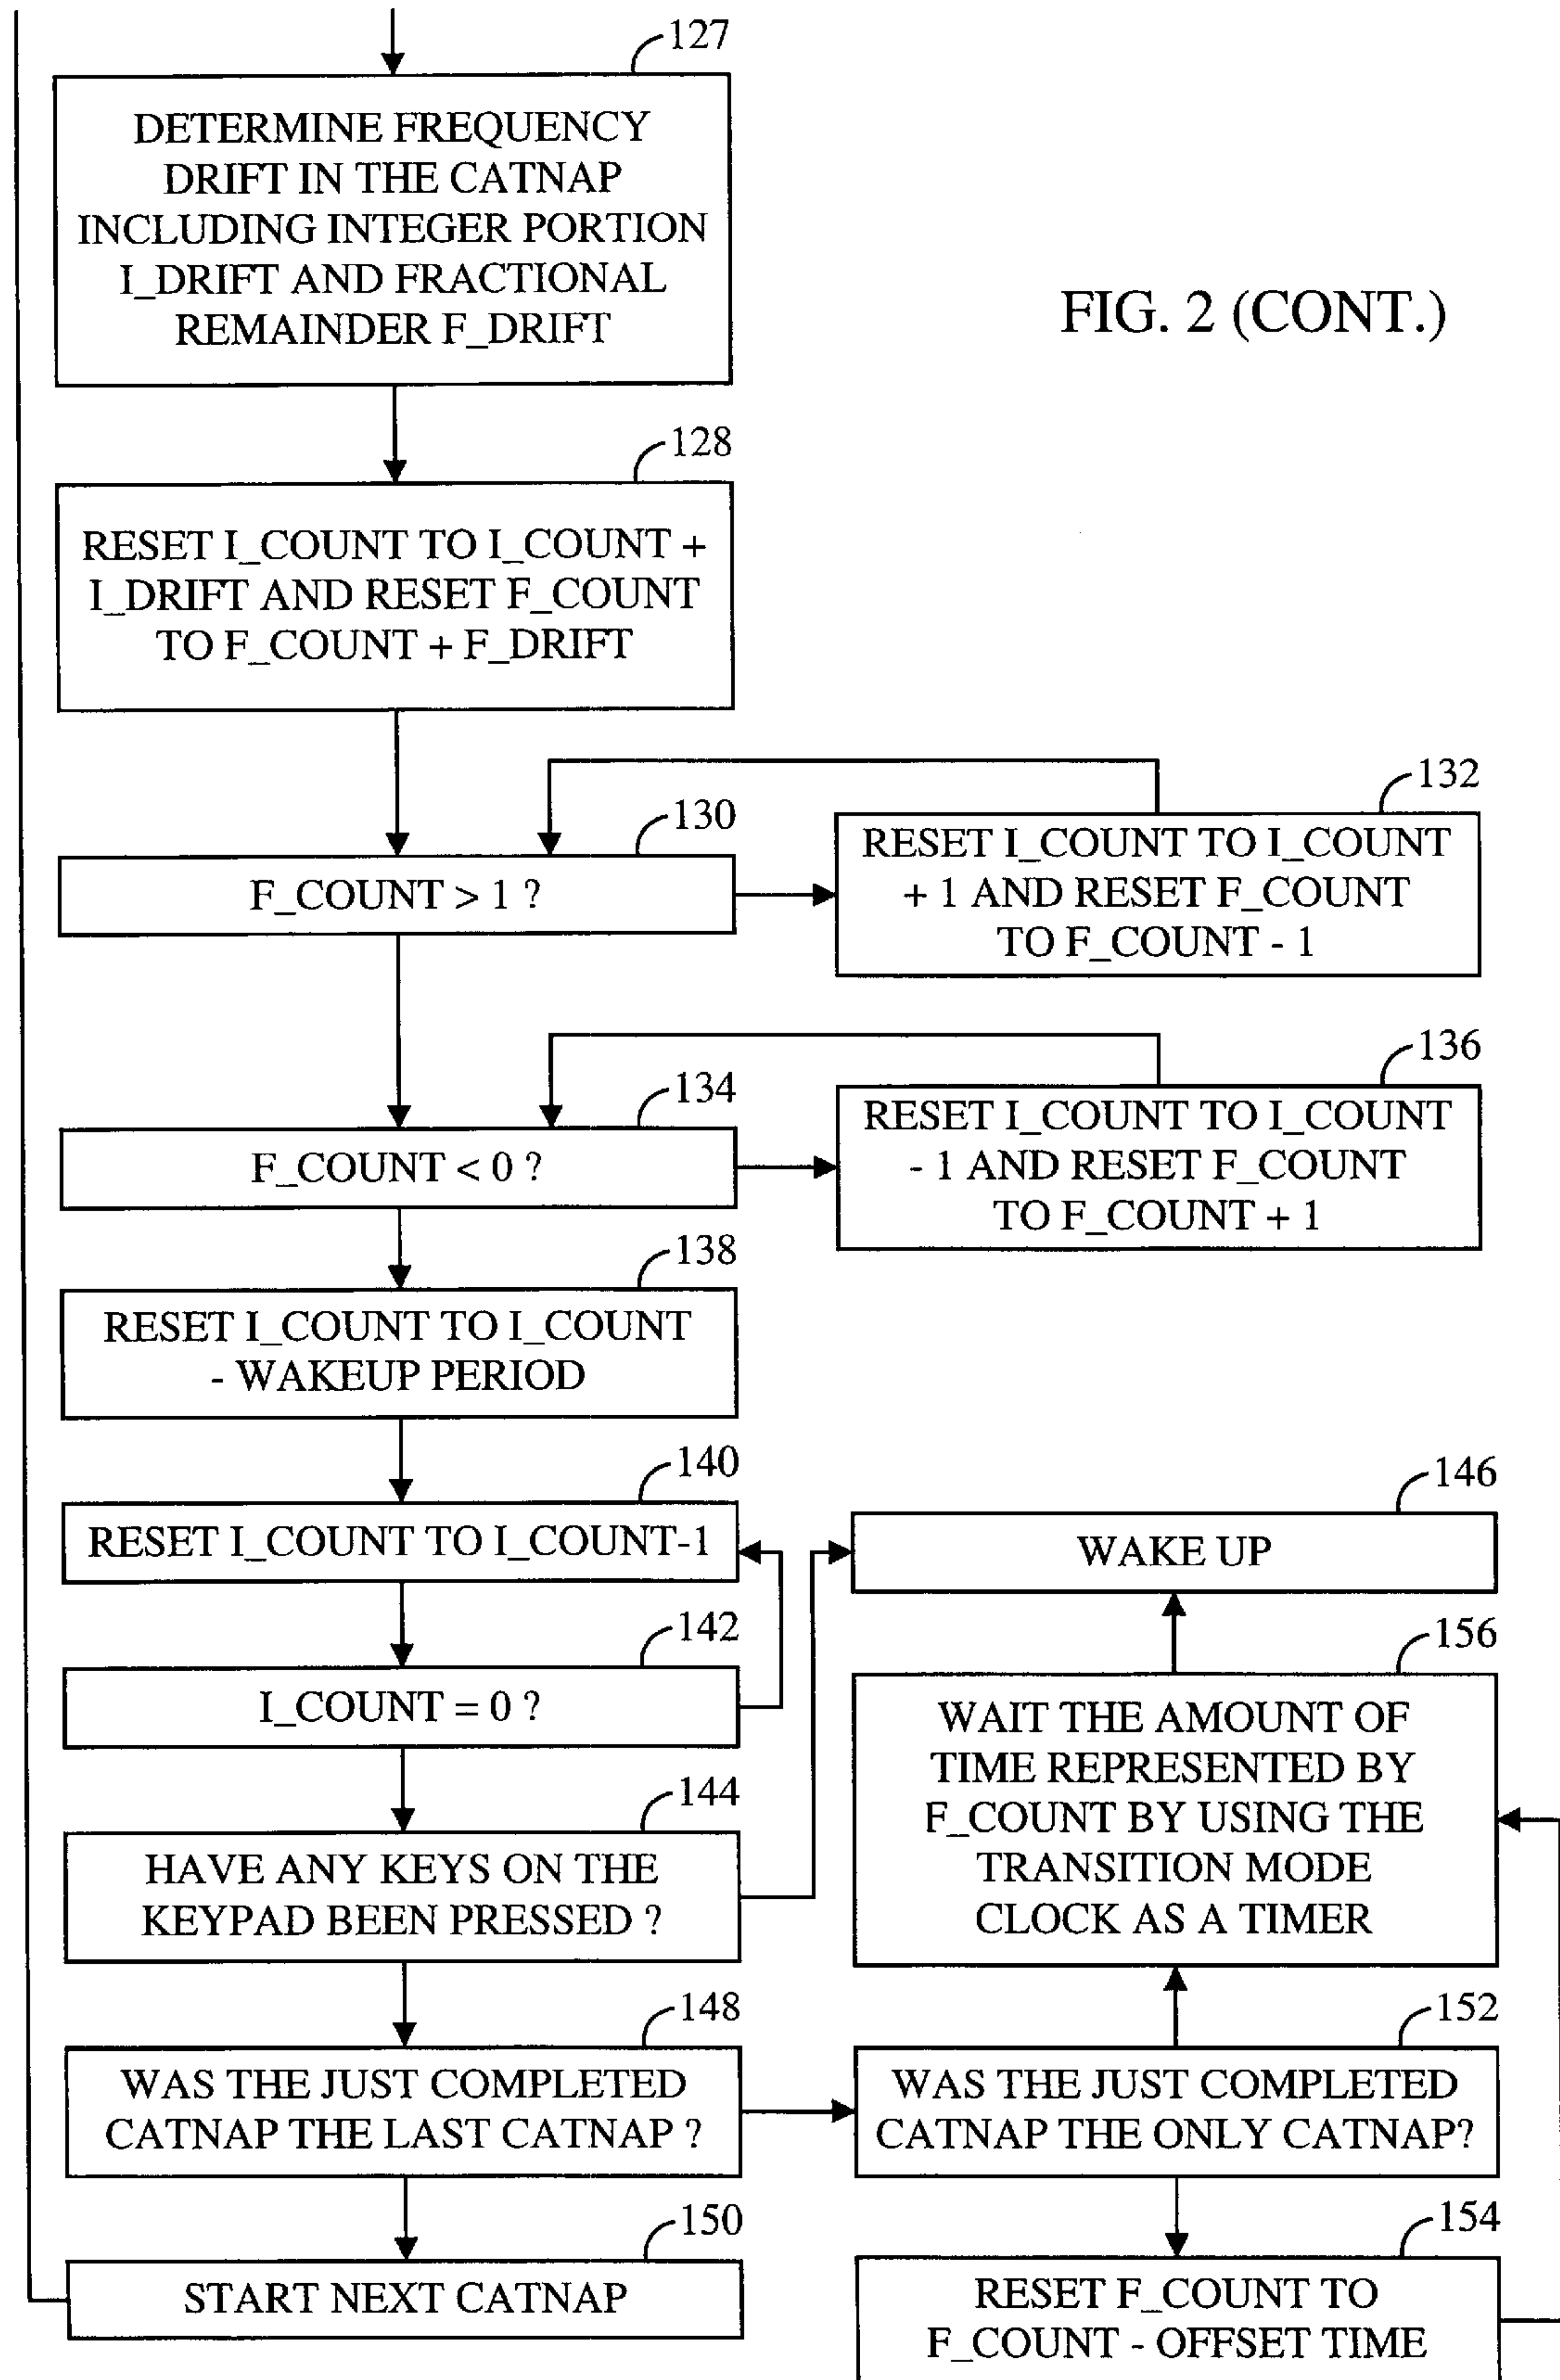 127
DETERMINE FREQUENCY
DRIFT IN THE CATNAP
INCLUDING INTEGER PORTION
I_DRIFT AND FRACTIONAL
REMAINDER F_DRIFT
FIG. 2 (CONT.)
128
RESET I_COUNT TO I_COUNT +
I_DRIFT AND RESET F_COUNT
TO F_COUNT + F_DRIFT
130
F_COUNT > 1 ?
132
RESET I_COUNT TO I_COUNT
+ 1 AND RESET F_COUNT
TO F_COUNT - 1
134
F_COUNT < 0 ?
136
RESET I_COUNT TO I_COUNT
- 1 AND RESET F_COUNT
TO F_COUNT + 1
138
RESET I_COUNT TO I_COUNT
- WAKEUP PERIOD
140
RESET I_COUNT TO I_COUNT-1
146
WAKE UP
142
I_COUNT = 0 ?
156
WAIT THE AMOUNT OF
TIME REPRESENTED BY
F_COUNT BY USING THE
TRANSITION MODE
CLOCK AS A TIMER
144
HAVE ANY KEYS ON THE
KEYPAD BEEN PRESSED ?
148
WAS THE JUST COMPLETED
CATNAP THE LAST CATNAP ?
152
WAS THE JUST COMPLETED
CATNAP THE ONLY CATNAP?
150
START NEXT CATNAP
154
RESET F_COUNT TO
F_COUNT - OFFSET TIME